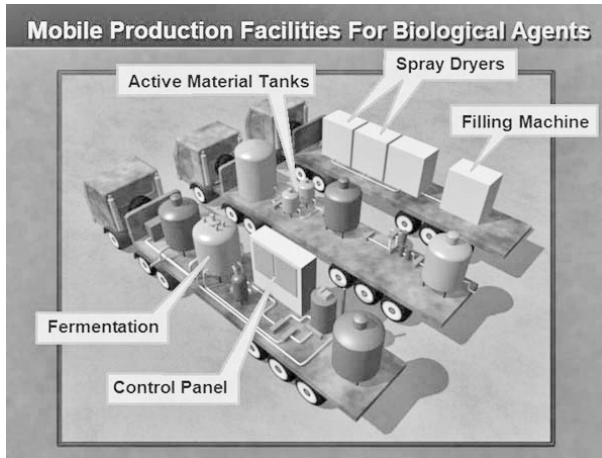 Mobile Production Facilities For Biological Agents
Spray Dryers
Active Material Tanks
Filling Machine
Fermentation
Control Panel